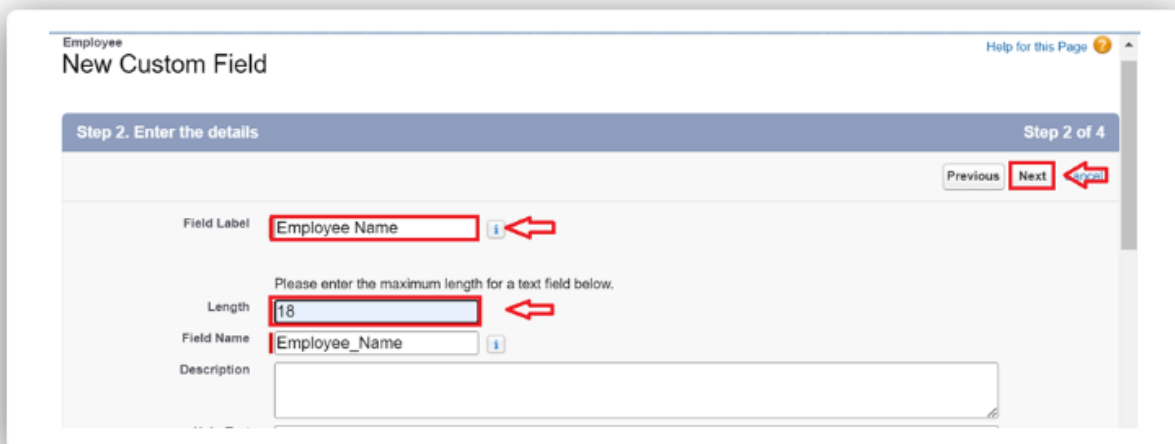 Employee
New Custom Field
Help for this Page ?
Step 2. Enter the details
Step 2 of 4
Previous
Next
Field Label
Employee Name
i
Please enter the maximum length for a text field below.
Length
18
Field Name
Employee_Name
i
Description